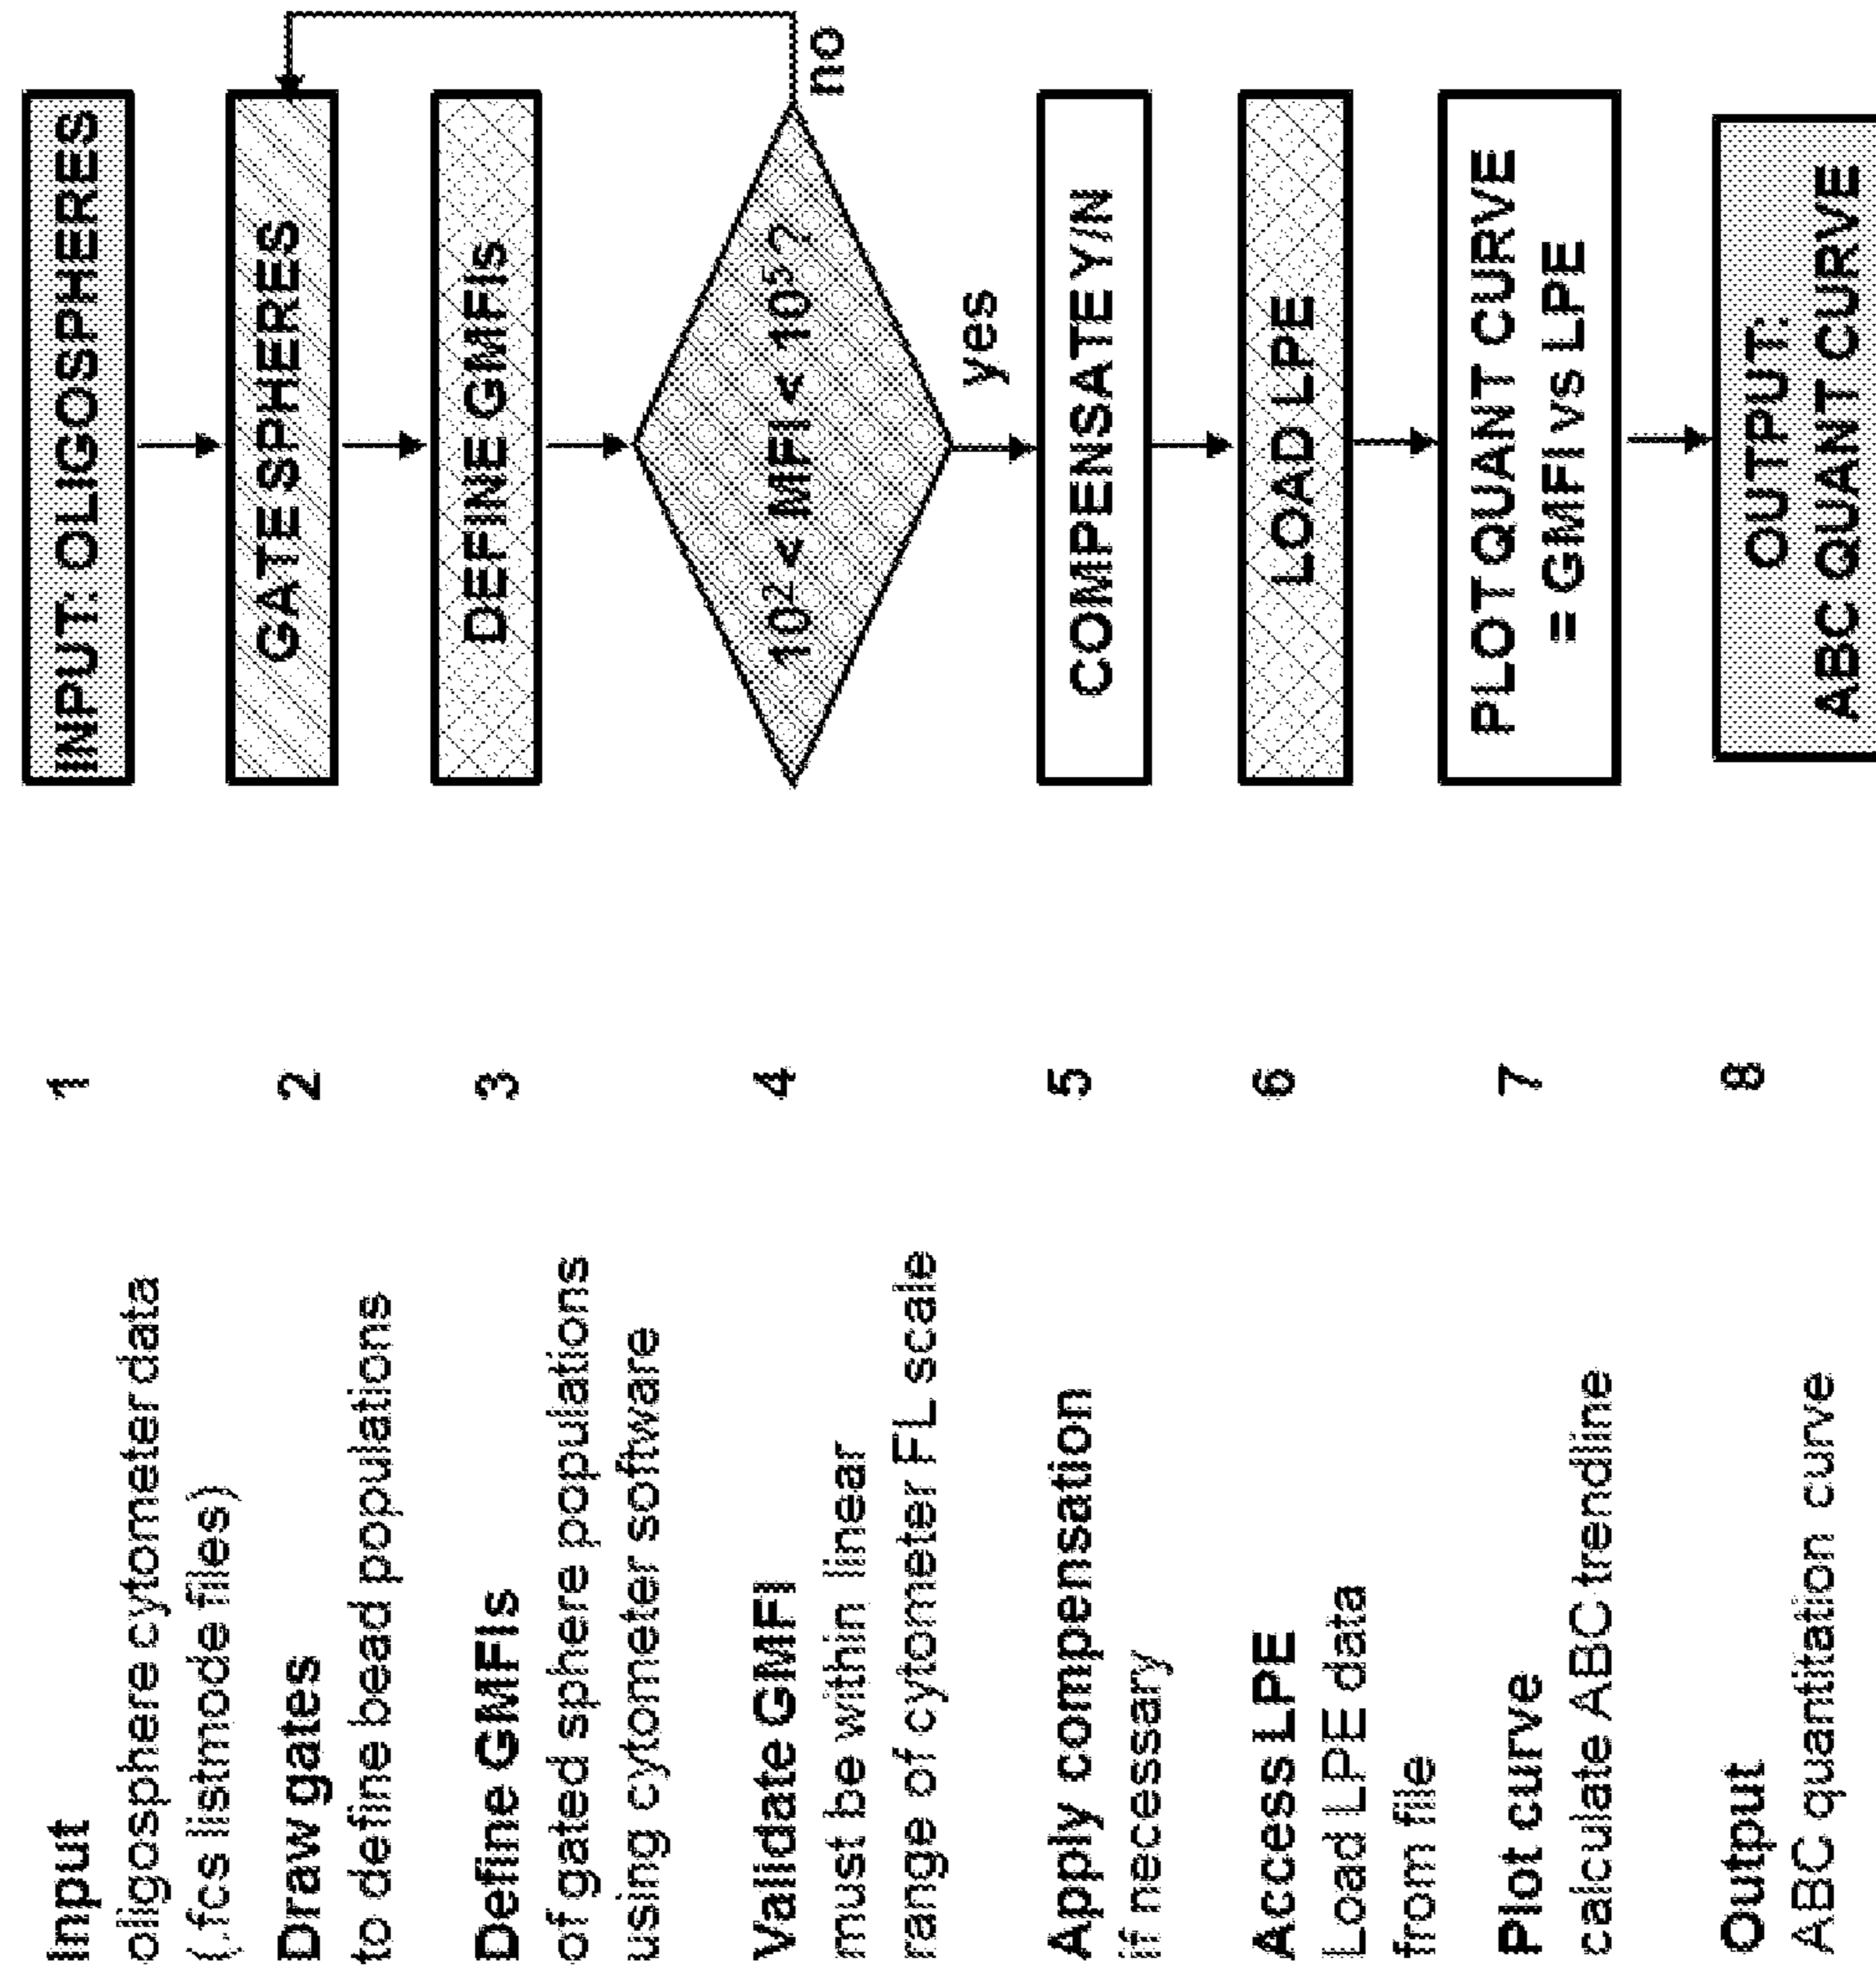 Input
oligosphere cytometer data
(.fcs listmode files)
1
INPUT: OLIGOSPHERES
Draw gates
to define bead populations
2
GATE SPHERES
Define GMFIs
of gated sphere populations
using cytometer software
3
DEFINE GMFIs
Validate GMFI
must be within linear
range of cytometer FL scale
4
10² < MFI < 10⁵ ?
no
yes
Apply compensation
if necessary
5
COMPENSATE Y/N
Access LPE
Load LPE data
from file
6
LOAD LPE
Plot curve
calculate ABC trendline
7
PLOT QUANT CURVE
= GMFI vs LPE
Output
ABC quantitation curve
8
OUTPUT:
ABC QUANT CURVE